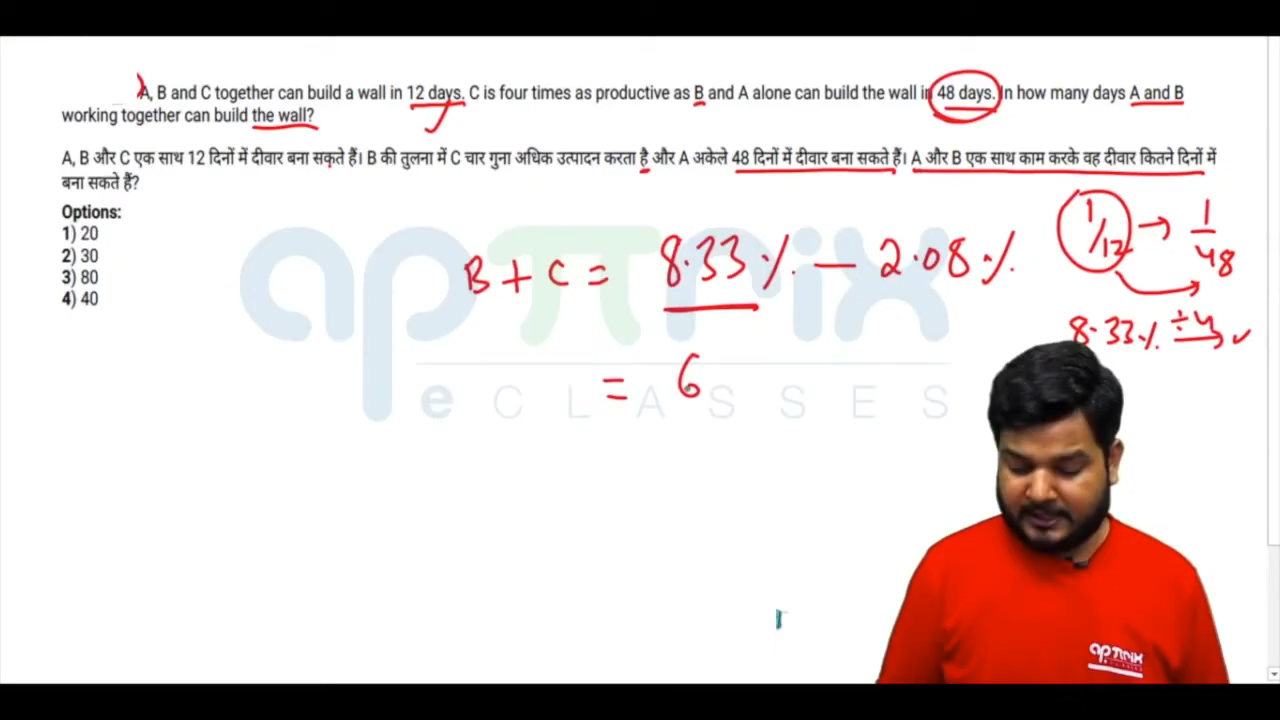 A, B and C together can build a wall in 12 days. C is four times as productive as B and A alone can build the wall in 48 days. In how many days A and B
working together can build the wall?
A, B और C एक साथ 12 दिनों में दीवार बना सकते हैं। B की तुलना में C चार गुना अधिक उत्पादन करता है और A अकेले 48 दिनों में दीवार बना सकते हैं। A और B एक साथ काम करके वह दीवार कितने दिनों में
बना सकते हैं?
Options:
1) 20
2) 30
3) 80
4) 40
B + C = 8.33% - 2.08%
= 6
1/12 → 1/48
8.33% ÷4
apπrix
e CLASSES
apπrix